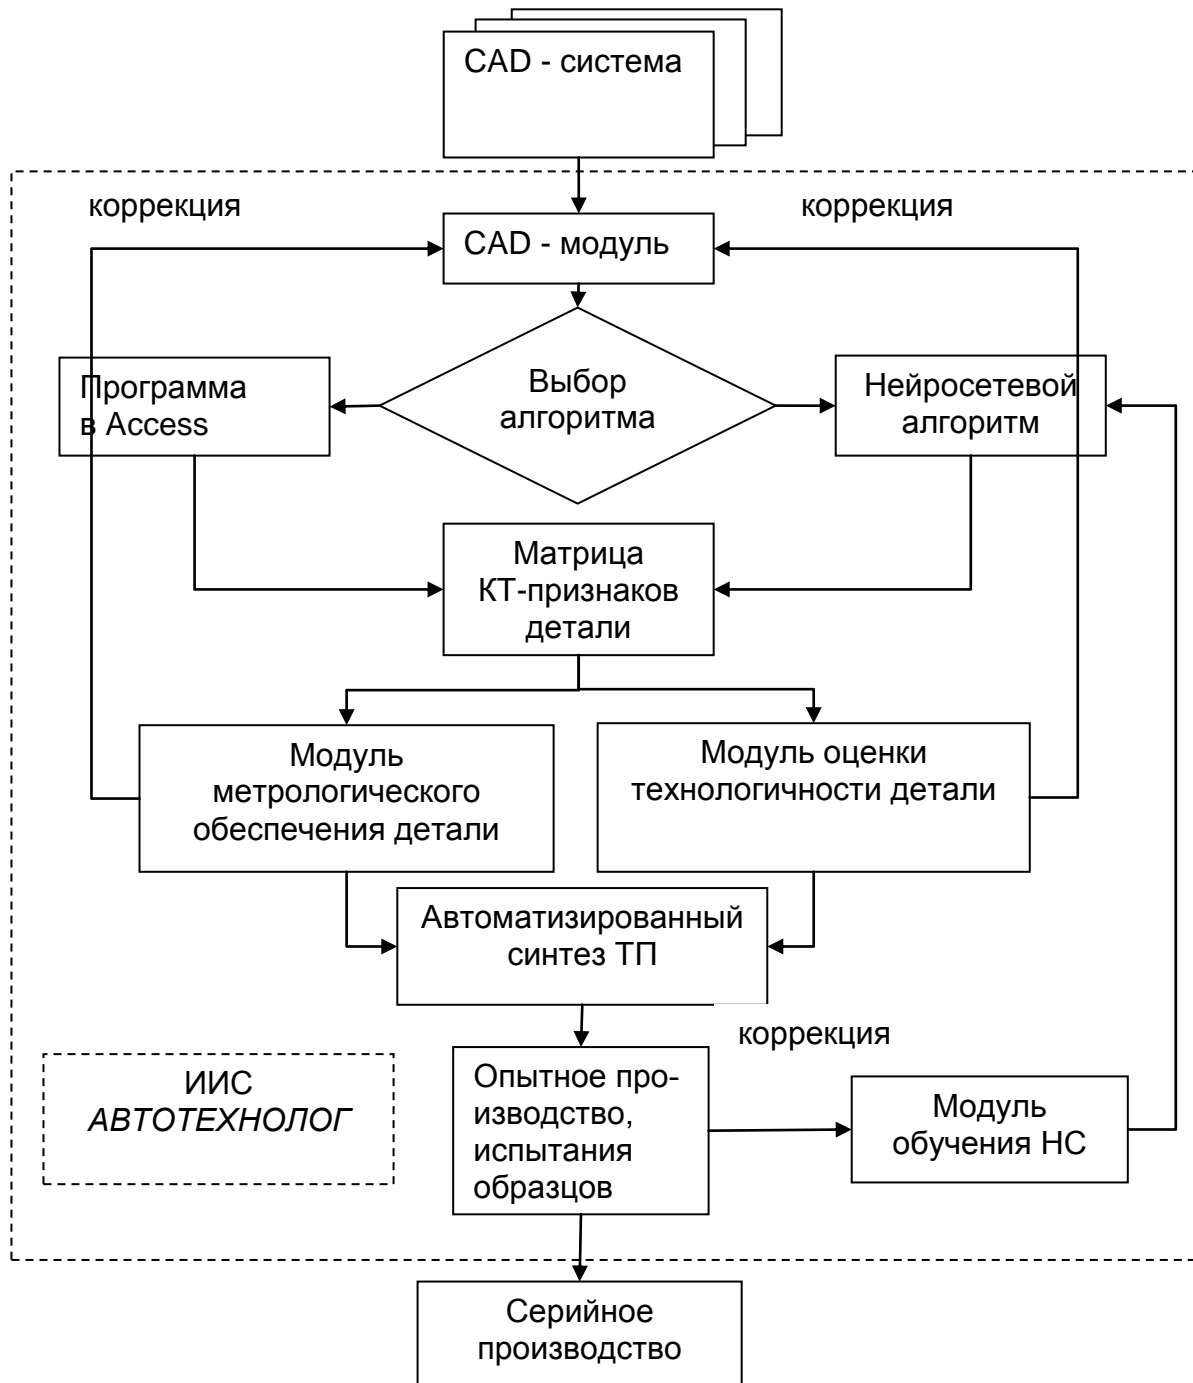 CAD - система
коррекция
коррекция
CAD - модуль
Выбор
алгоритма
Программа
в Access
Нейросетевой
алгоритм
Матрица
КТ-признаков
детали
Модуль
метрологического
обеспечения детали
Модуль оценки
технологичности детали
Автоматизированный
синтез ТП
коррекция
ИИС
АВТОТЕХНОЛОГ
Опытное про-
изводство,
испытания
образцов
Модуль
обучения НС
Серийное
производство